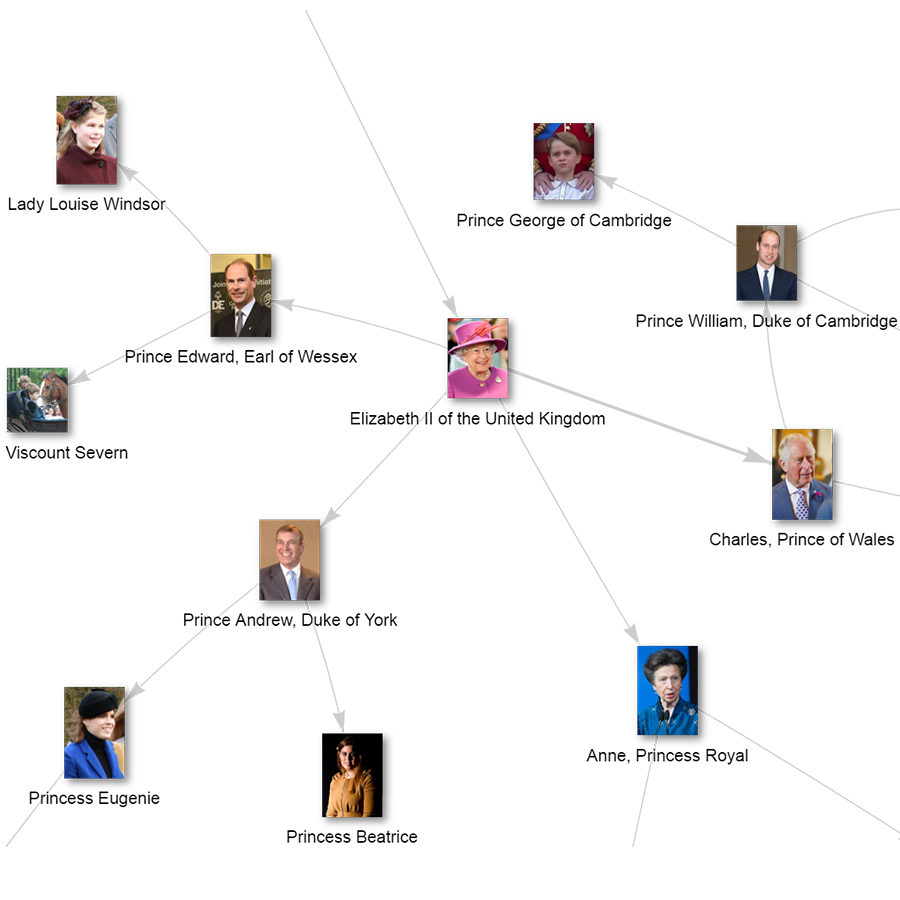 Lady Louise Windsor
Prince George of Cambridge
Prince William, Duke of Cambridge
Prince Edward, Earl of Wessex
Elizabeth II of the United Kingdom
Viscount Severn
Charles, Prince of Wales
Prince Andrew, Duke of York
Anne, Princess Royal
Princess Eugenie
Princess Beatrice